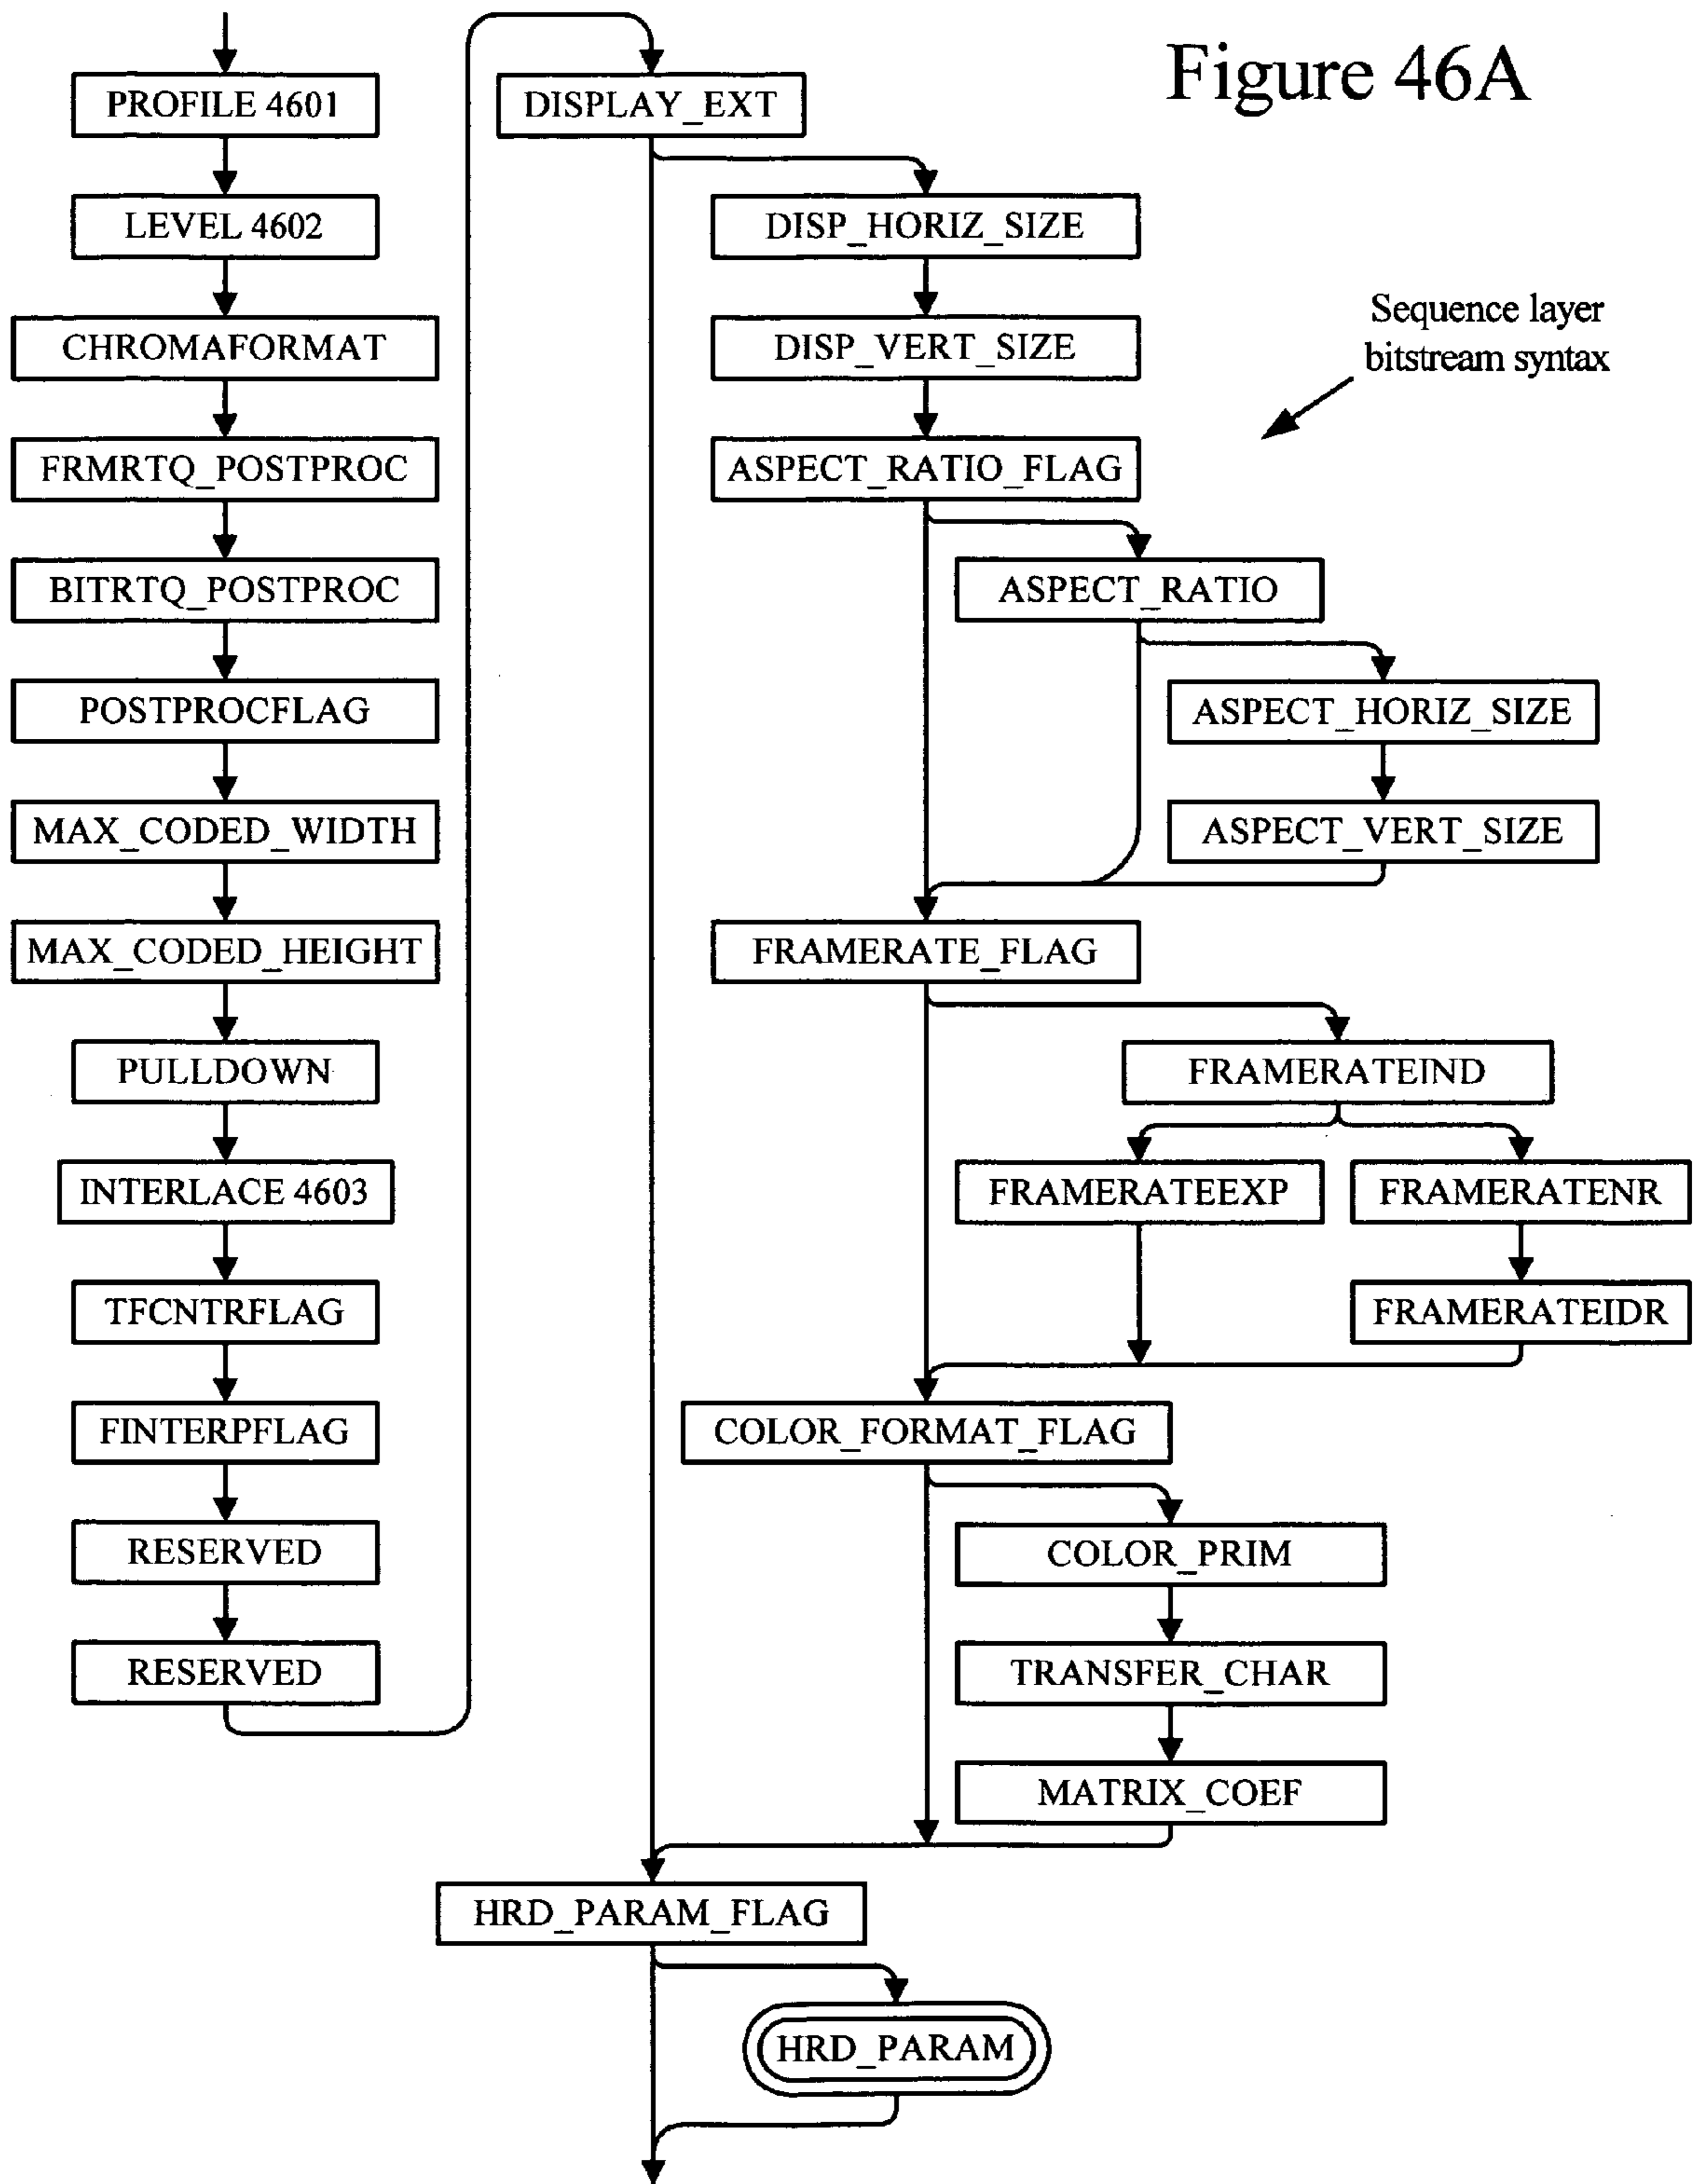 Figure 46A
PROFILE 4601
LEVEL 4602
CHROMAFORMAT
FRMRTQ_POSTPROC
BITRTQ_POSTPROC
POSTPROCFLAG
MAX_CODED_WIDTH
MAX_CODED_HEIGHT
PULLDOWN
INTERLACE 4603
TFCNTRFLAG
FINTERPFLAG
RESERVED
RESERVED
DISPLAY_EXT
DISP_HORIZ_SIZE
DISP_VERT_SIZE
ASPECT_RATIO_FLAG
Sequence layer
bitstream syntax
ASPECT_RATIO
ASPECT_HORIZ_SIZE
ASPECT_VERT_SIZE
FRAMERATE_FLAG
FRAMERATEIND
FRAMERATEEXP
FRAMERATENR
FRAMERATEIDR
COLOR_FORMAT_FLAG
COLOR_PRIM
TRANSFER_CHAR
MATRIX_COEF
HRD_PARAM_FLAG
HRD_PARAM